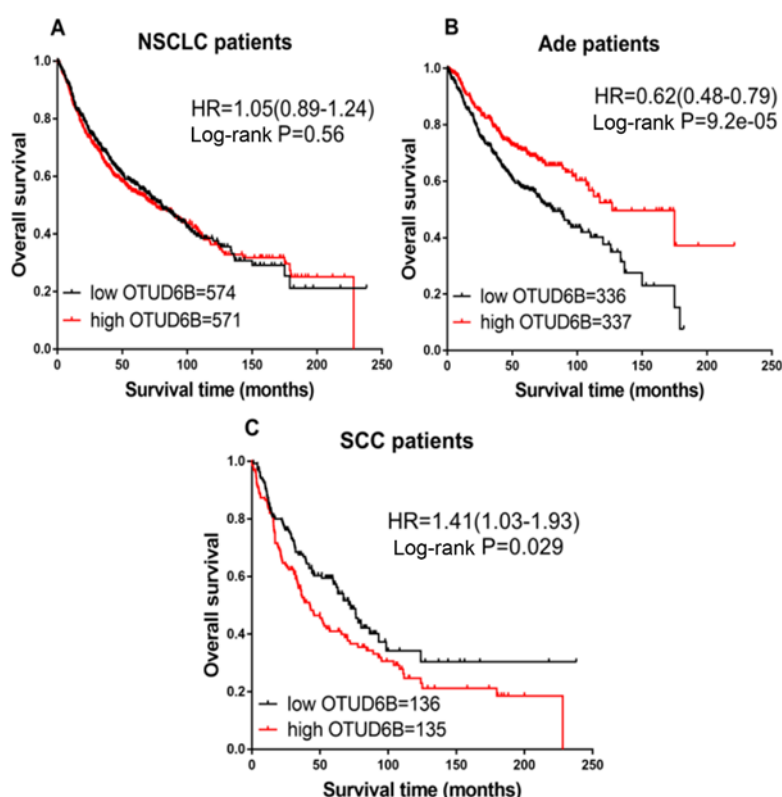 A
NSCLC patients
HR=1.05(0.89-1.24)
Log-rank P=0.56
Overall survival
1.0
0.8
0.6
0.4
0.2
0.0
low OTUD6B=574
high OTUD6B=571
0 50 100 150 200 250
Survival time (months)
B
Ade patients
HR=0.62(0.48-0.79)
Log-rank P=9.2e-05
Overall survival
1.0
0.8
0.6
0.4
0.2
0.0
low OTUD6B=336
high OTUD6B=337
0 50 100 150 200 250
Survival time (months)
C
SCC patients
HR=1.41(1.03-1.93)
Log-rank P=0.029
Overall survival
1.0
0.8
0.6
0.4
0.2
0.0
low OTUD6B=136
high OTUD6B=135
0 50 100 150 200 250
Survival time (months)